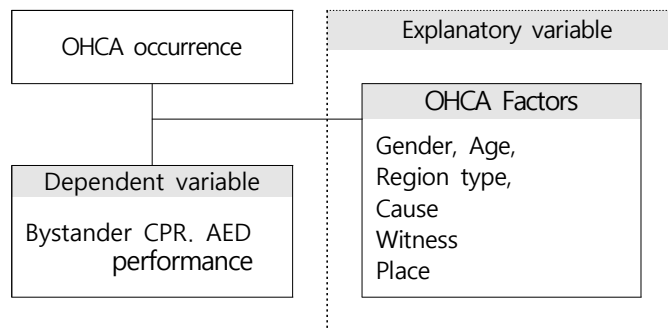 OHCA occurrence
Explanatory variable
OHCA Factors
Gender, Age,
Region type,
Cause
Witness
Place
Dependent variable
Bystander CPR. AED
performance